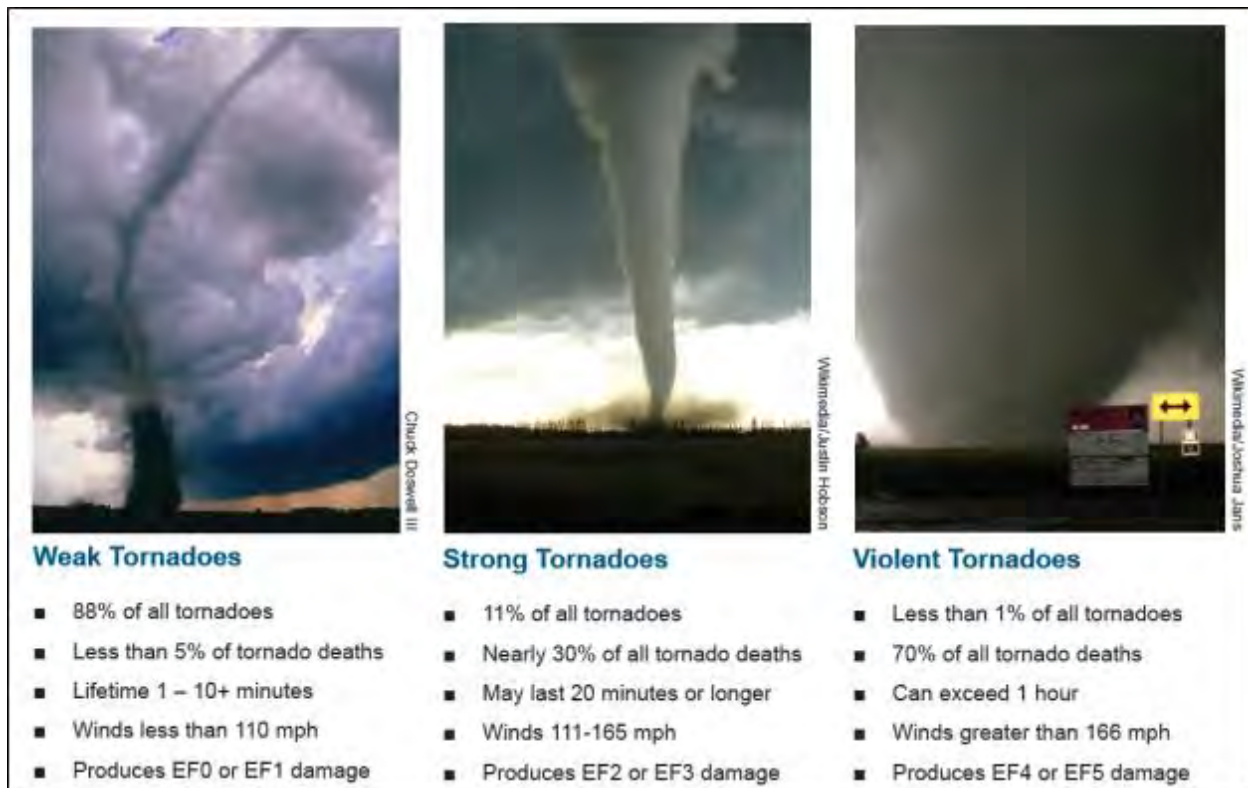 Chuck Doswell III
Wikimedia/Justin Hobson
Wikimedia/Joshua Jans
Weak Tornadoes
■ 88% of all tornadoes
■ Less than 5% of tornado deaths
■ Lifetime 1 – 10+ minutes
■ Winds less than 110 mph
■ Produces EF0 or EF1 damage
Strong Tornadoes
■ 11% of all tornadoes
■ Nearly 30% of all tornado deaths
■ May last 20 minutes or longer
■ Winds 111-165 mph
■ Produces EF2 or EF3 damage
Violent Tornadoes
■ Less than 1% of all tornadoes
■ 70% of all tornado deaths
■ Can exceed 1 hour
■ Winds greater than 166 mph
■ Produces EF4 or EF5 damage